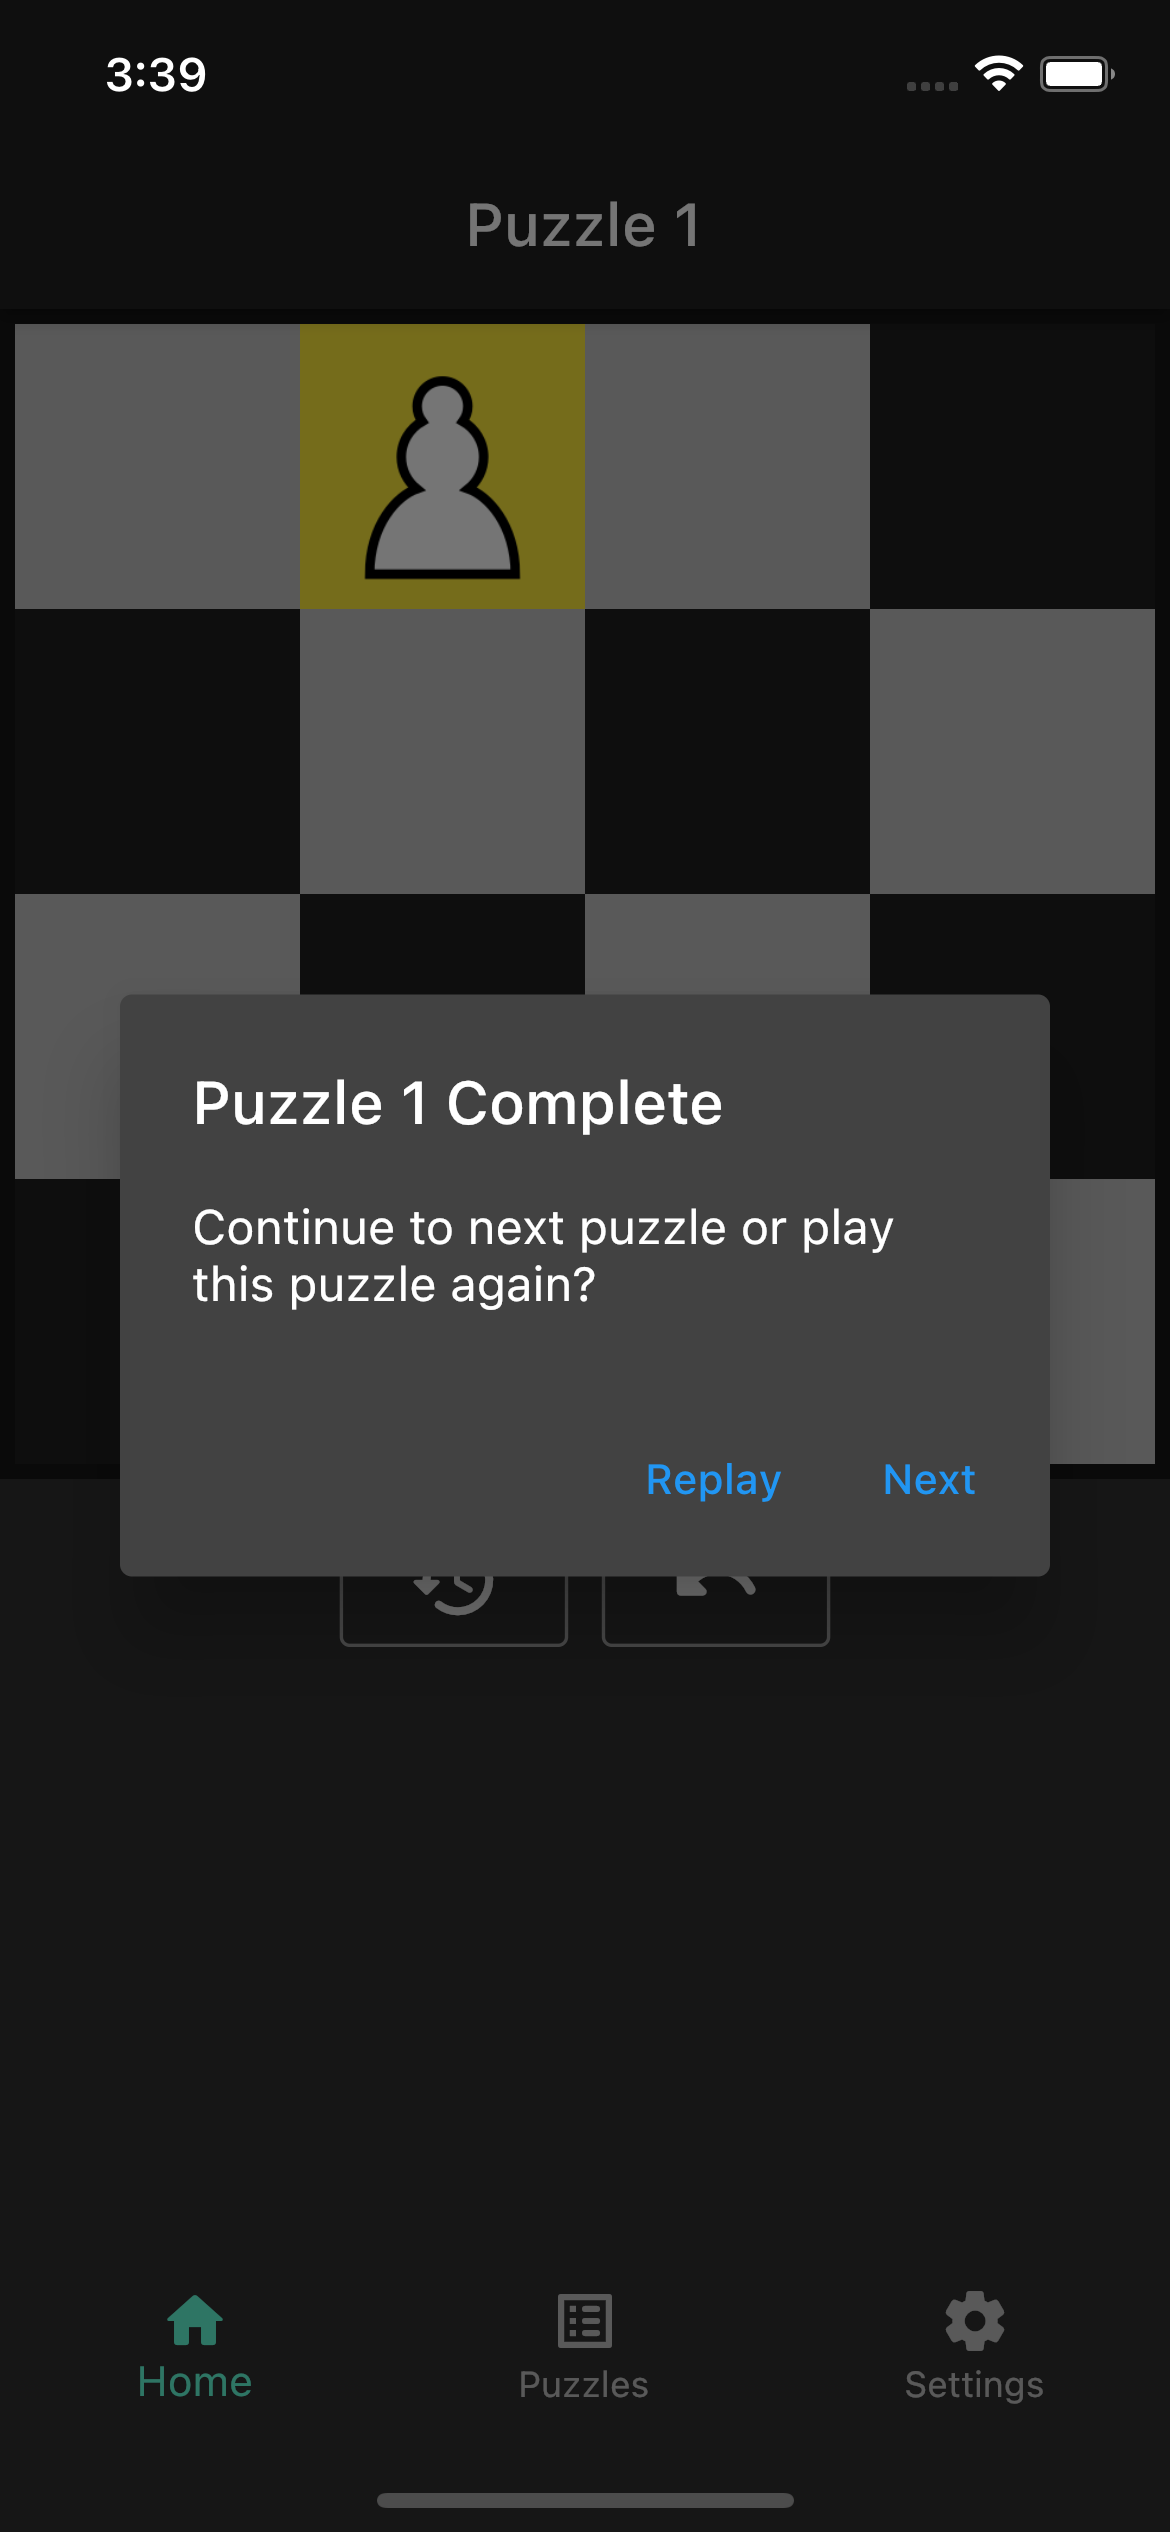 3:39
Puzzle 1
Puzzle 1 Complete
Continue to next puzzle or play
this puzzle again?
Replay Next
Home Puzzles Settings